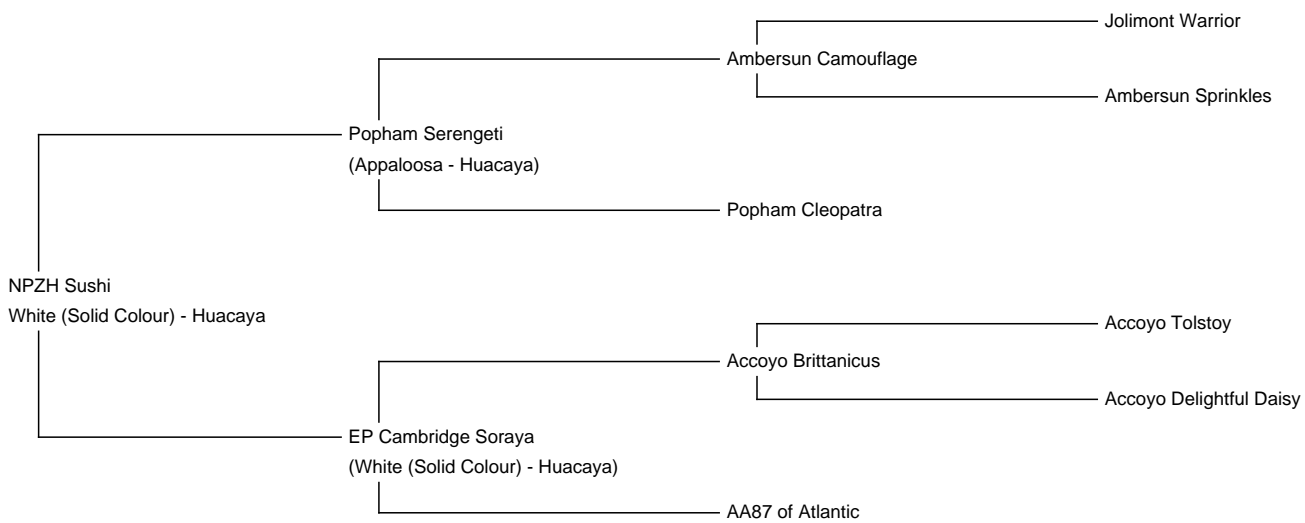 Jolimont Warrior
Ambersun Camouflage
Ambersun Sprinkles
Popham Serengeti
(Appaloosa - Huacaya)
Popham Cleopatra
NPZH Sushi
White (Solid Colour) - Huacaya
Accoyo Tolstoy
Accoyo Brittanicus
Accoyo Delightful Daisy
EP Cambridge Soraya
(White (Solid Colour) - Huacaya)
AA87 of Atlantic